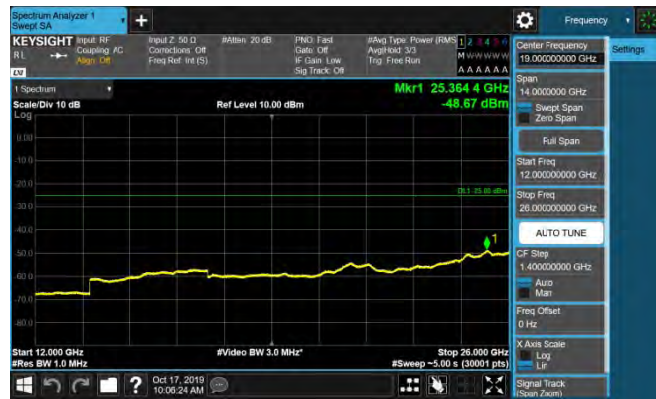 Spectrum Analyzer 1
Swept SA
Frequency
KEYSIGHT
Input: RF
Input Z: 50 Ω
#Atten: 20 dB
PNO: Fast
#Avg Type: Power (RMS
1 2 3 4 5 6
RL
Coupling: AC
Corrections: Off
Gate: Off
Avg|Hold: 3/3
M W W W W W
Align: Off
Freq Ref: Int (S)
IF Gain: Low
Trig: Free Run
Sig Track: Off
A A A A A A
LXI
1 Spectrum
Mkr1 25.364 4 GHz
Scale/Div 10 dB
Ref Level 10.00 dBm
-48.67 dBm
Log
0.00
-10.0
-20.0
DL1 -25.00 dBm
-30.0
-40.0
1
-50.0
-60.0
-70.0
-80.0
Start 12.000 GHz
#Video BW 3.0 MHz*
Stop 26.000 GHz
#Res BW 1.0 MHz
#Sweep ~5.00 s (30001 pts)
Oct 17, 2019
10:06:24 AM
Center Frequency
19.000000000 GHz
Settings
Span
14.0000000 GHz
Swept Span
Zero Span
Full Span
Start Freq
12.000000000 GHz
Stop Freq
26.000000000 GHz
AUTO TUNE
CF Step
1.400000000 GHz
Auto
Man
Freq Offset
0 Hz
X Axis Scale
Log
Lin
Signal Track
(Span Zoom)